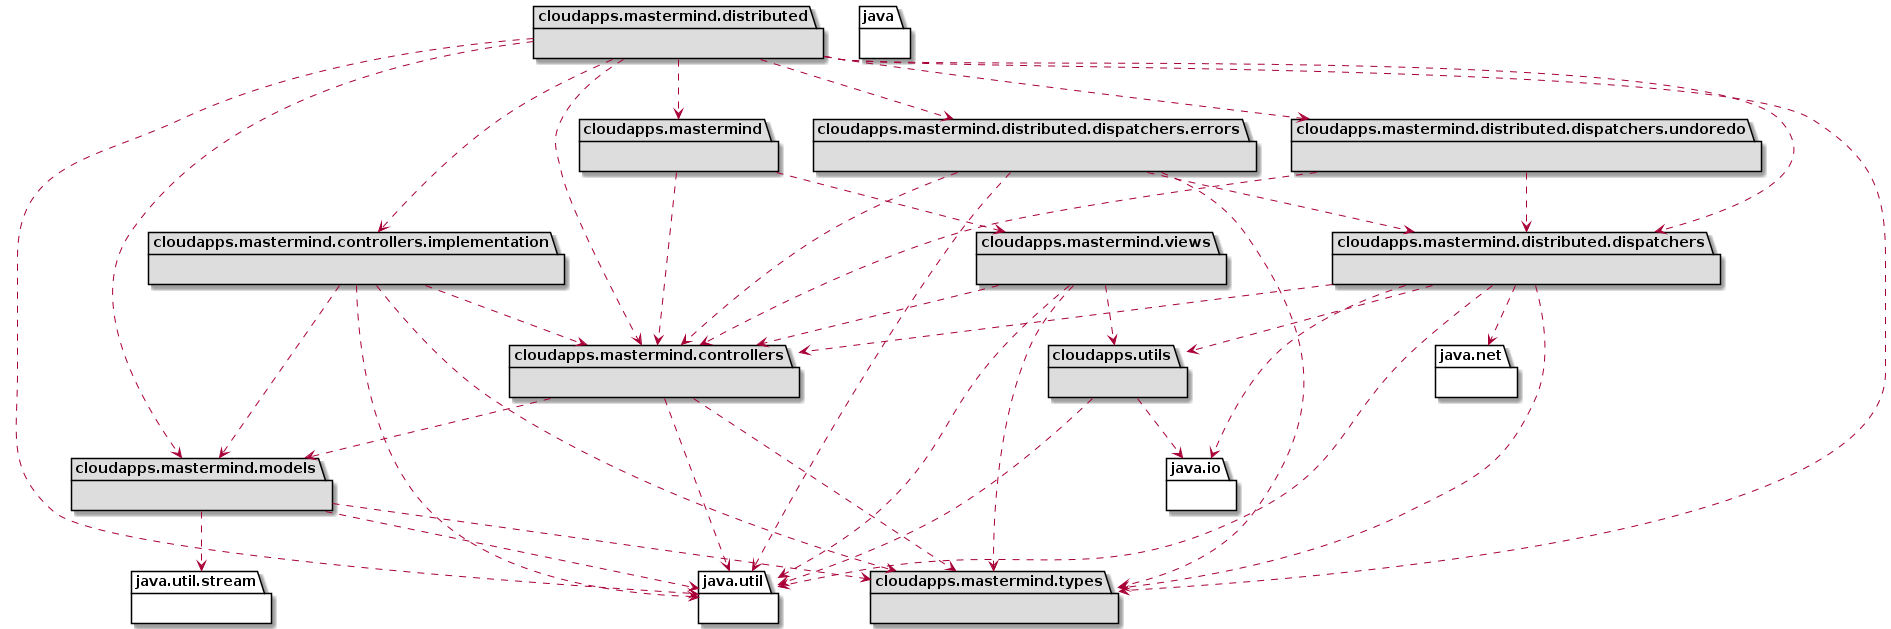 cloudapps.mastermind.distributed
java
cloudapps.mastermind
cloudapps.mastermind.distributed.dispatchers.errors
cloudapps.mastermind.distributed.dispatchers.undoredo
cloudapps.mastermind.controllers.implementation
cloudapps.mastermind.views
cloudapps.mastermind.distributed.dispatchers
cloudapps.mastermind.controllers
cloudapps.utils
java.net
cloudapps.mastermind.models
java.io
java.util.stream
java.util
cloudapps.mastermind.types